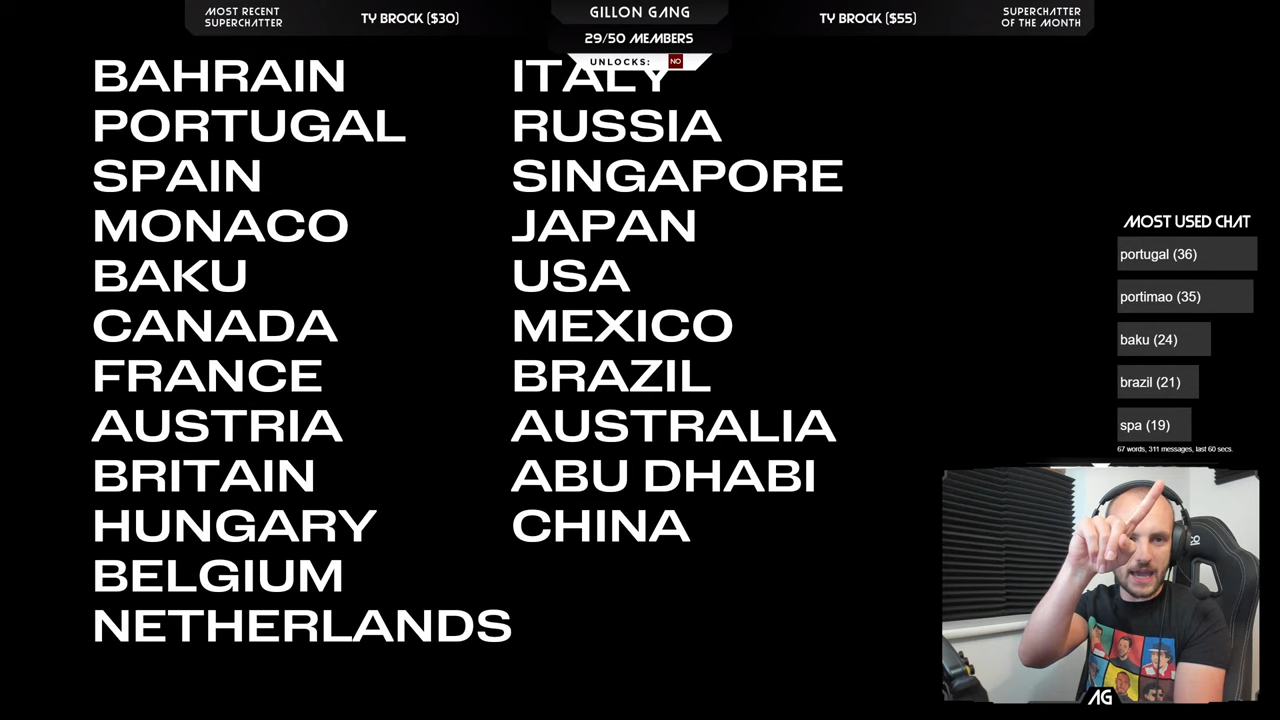 MOST RECENT
SUPERCHATTER
TY BROCK ($30)
GILLON GANG
29/50 MEMBERS
UNLOCKS: NO
TY BROCK ($55)
SUPERCHATTER
OF THE MONTH
BAHRAIN
PORTUGAL
SPAIN
MONACO
BAKU
CANADA
FRANCE
AUSTRIA
BRITAIN
HUNGARY
BELGIUM
NETHERLANDS
ITALY
RUSSIA
SINGAPORE
JAPAN
USA
MEXICO
BRAZIL
AUSTRALIA
ABU DHABI
CHINA
MOST USED CHAT
portugal (36)
portimao (35)
baku (24)
brazil (21)
spa (19)
67 words, 311 messages, last 60 secs.
AG